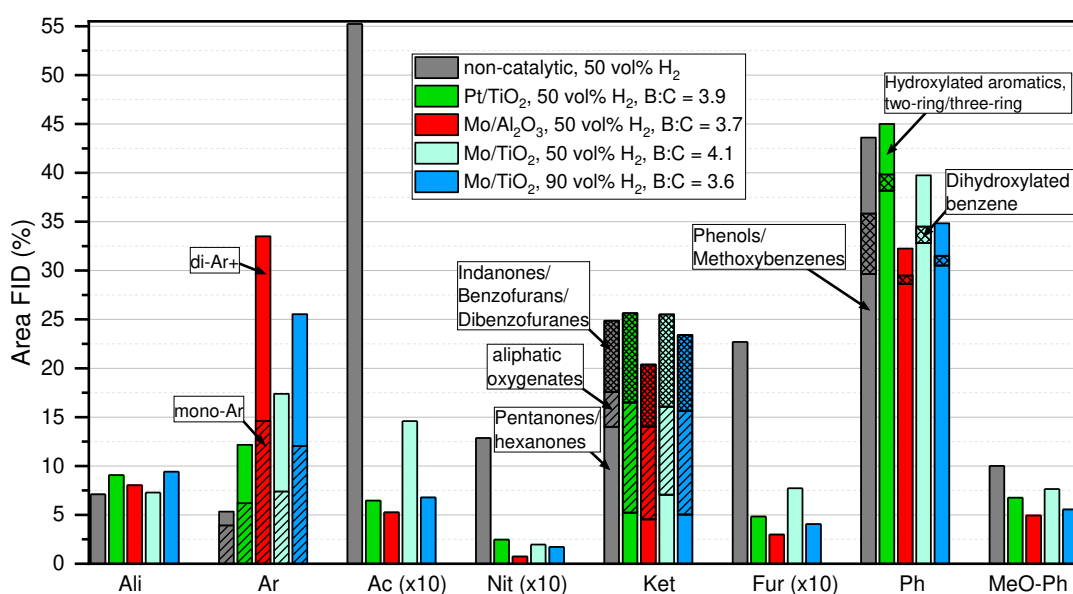 Area FID (%)
55
50
45
40
35
30
25
20
15
10
5
0
non-catalytic, 50 vol% H₂
Pt/TiO₂, 50 vol% H₂, B:C = 3.9
Mo/Al₂O₃, 50 vol% H₂, B:C = 3.7
Mo/TiO₂, 50 vol% H₂, B:C = 4.1
Mo/TiO₂, 90 vol% H₂, B:C = 3.6
Hydroxylated aromatics,
two-ring/three-ring
Dihydroxylated
benzene
Phenols/
Methoxybenzenes
di-Ar+
Indanones/
Benzofurans/
Dibenzofuranes
aliphatic
oxygenates
mono-Ar
Pentanones/
hexanones
Ali
Ar
Ac (x10)
Nit (x10)
Ket
Fur (x10)
Ph
MeO-Ph